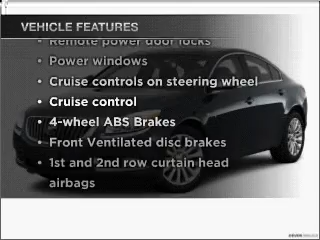 VEHICLE FEATURES
• Remote power door locks
• Power windows
• Cruise controls on steering wheel
• Cruise control
• 4-wheel ABS Brakes
• Front Ventilated disc brakes
• 1st and 2nd row curtain head
airbags